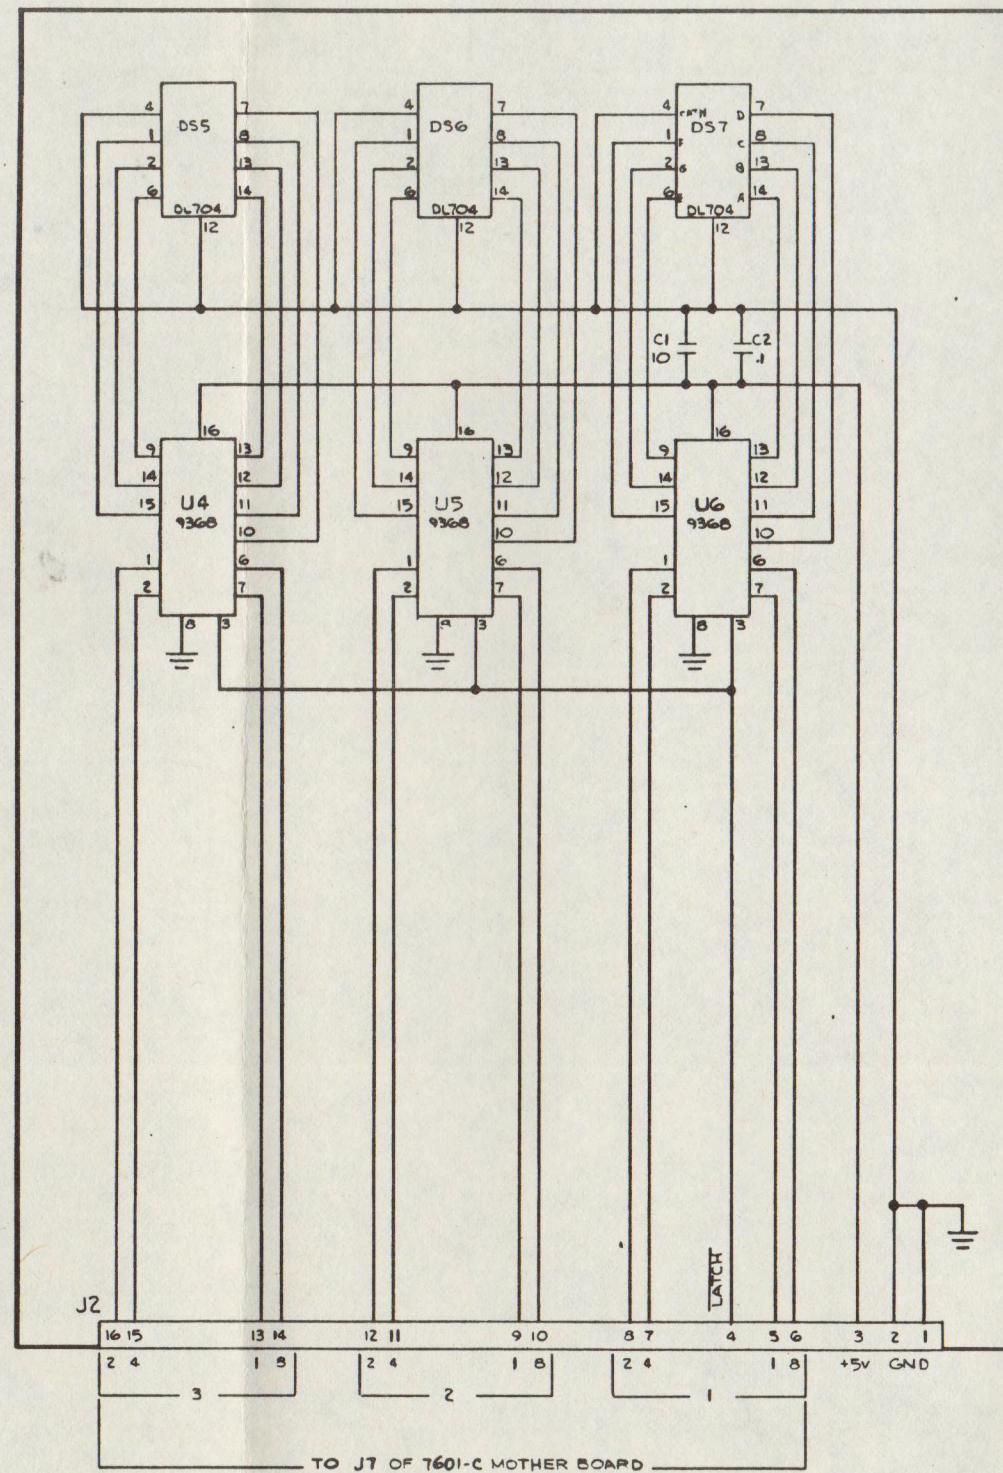 4 7 4 7 4 CATH D 7
DS5 DS6 DS7
1 8 1 8 1 F C 8
2 13 2 13 2 G B 13
6 14 6 14 6 E A 14
DL704 DL704 DL704
12 12 12
C1 C2
10 .1
16 16 16
9 13 9 13 9 13
14 12 14 12 14 12
15 U4 11 15 U5 11 15 U6 11
9368 9368 9368
10 10 10
1 6 1 6 1 6
2 7 2 7 2 7
8 3 9 3 8 3
LATCH
J2
16 15 13 14 12 11 9 10 8 7 4 5 6 3 2 1
2 4 1 8 2 4 1 8 2 4 1 8 +5V GND
3 2 1
TO J7 OF 7601-C MOTHER BOARD